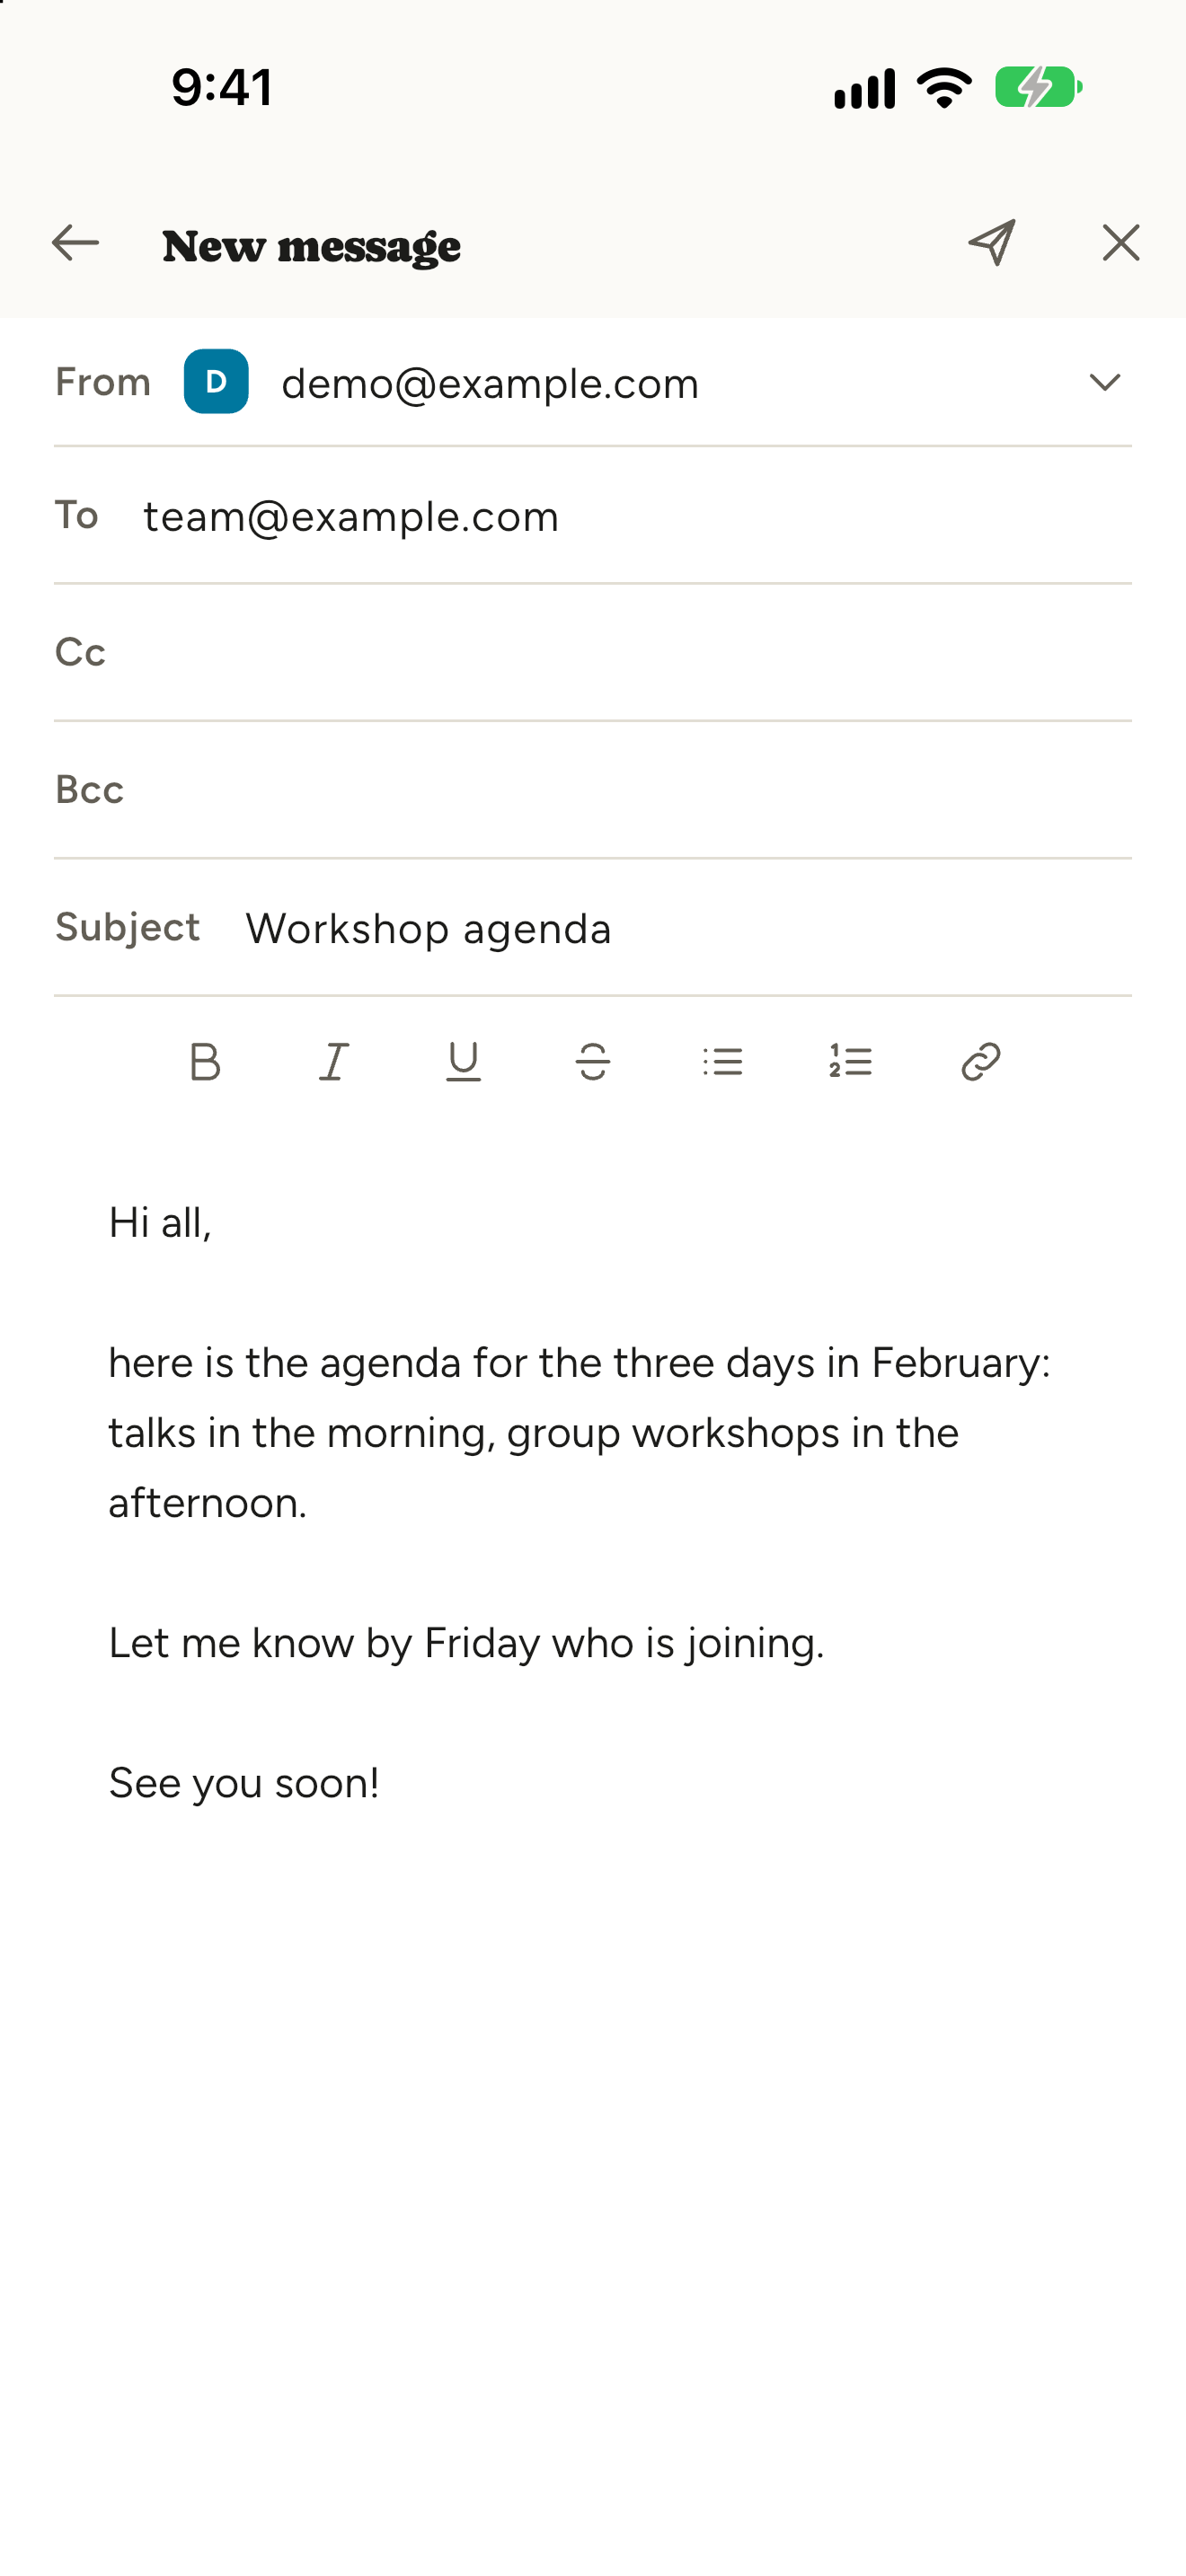 9:41
New message
From D demo@example.com
To team@example.com
Cc
Bcc
Subject Workshop agenda
Hi all,
here is the agenda for the three days in February:
talks in the morning, group workshops in the
afternoon.
Let me know by Friday who is joining.
See you soon!